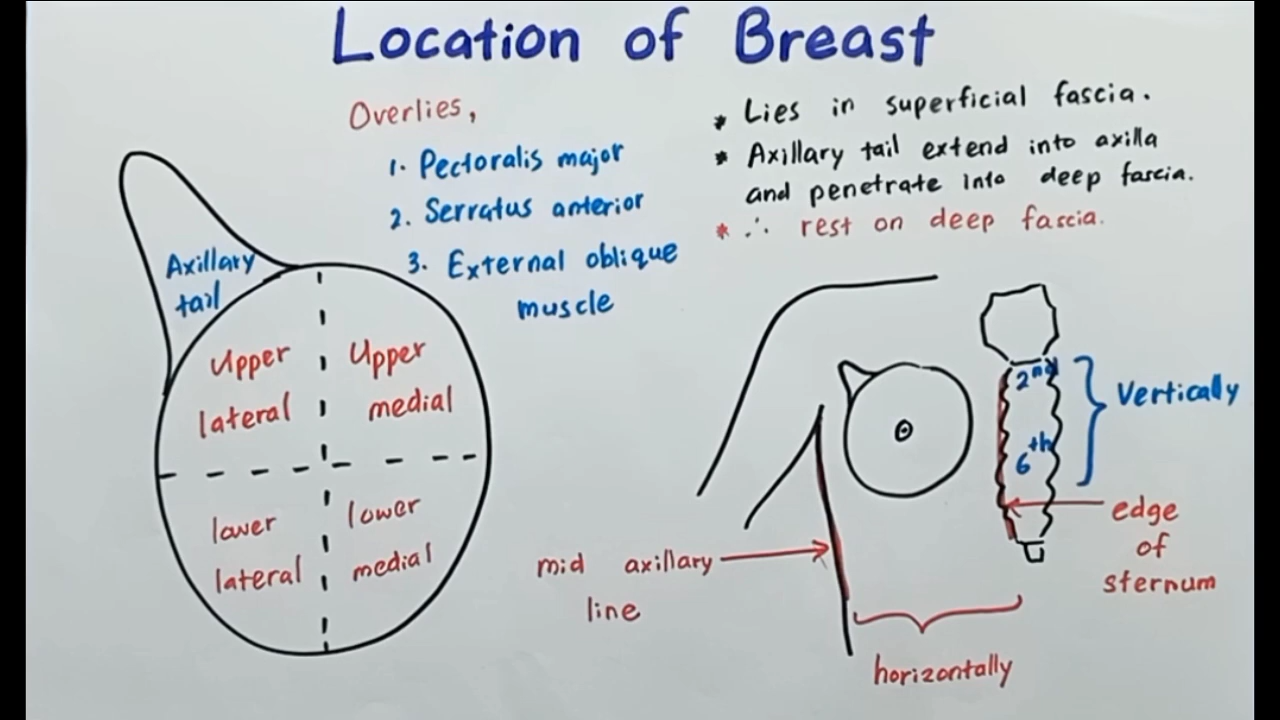 Location of Breast
Overlies,
1. Pectoralis major
2. Serratus anterior
3. External oblique
muscle
* Lies in superficial fascia.
* Axillary tail extend into axilla
and penetrate into deep fascia.
* ∴ rest on deep fascia.
Axillary
tail
Upper
lateral
Upper
medial
lower
lateral
lower
medial
2nd
6th
Vertically
edge
of
sternum
mid axillary
line
horizontally